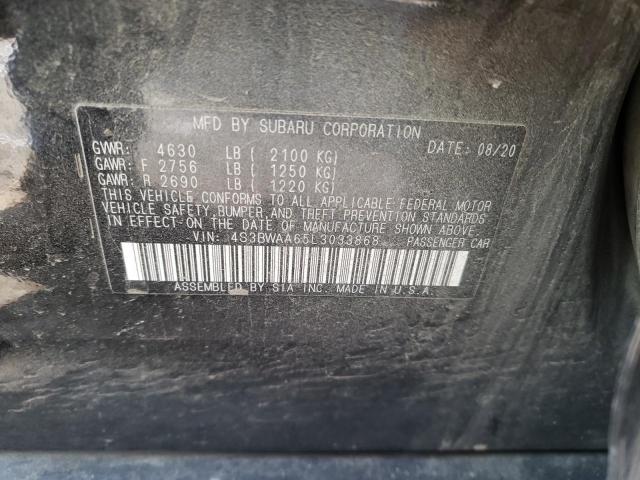 MFD BY SUBARU CORPORATION DATE: 08/20
GVWR: 4630 LB ( 2100 KG)
GAWR: F 2756 LB ( 1250 KG)
GAWR: R 2690 LB ( 1220 KG)
THIS VEHICLE CONFORMS TO ALL APPLICABLE FEDERAL MOTOR
VEHICLE SAFETY, BUMPER, AND THEFT PREVENTION STANDARDS
IN EFFECT ON THE DATE OF MANUFACTURE SHOWN ABOVE.
VIN: 4S3BWAA65L3033868 PASSENGER CAR
ASSEMBLED BY SIA INC. MADE IN U.S.A.